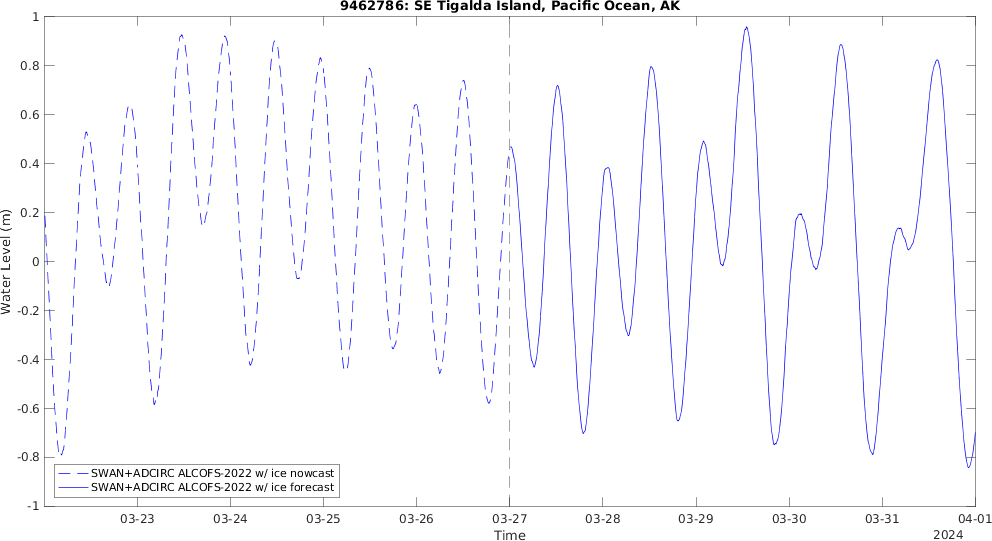 9462786: SE Tigalda Island, Pacific Ocean, AK
Water Level (m)
1
0.8
0.6
0.4
0.2
0
-0.2
-0.4
-0.6
-0.8
-1
SWAN+ADCIRC ALCOFS-2022 w/ ice nowcast
SWAN+ADCIRC ALCOFS-2022 w/ ice forecast
03-23 03-24 03-25 03-26 03-27 03-28 03-29 03-30 03-31 04-01
Time
2024